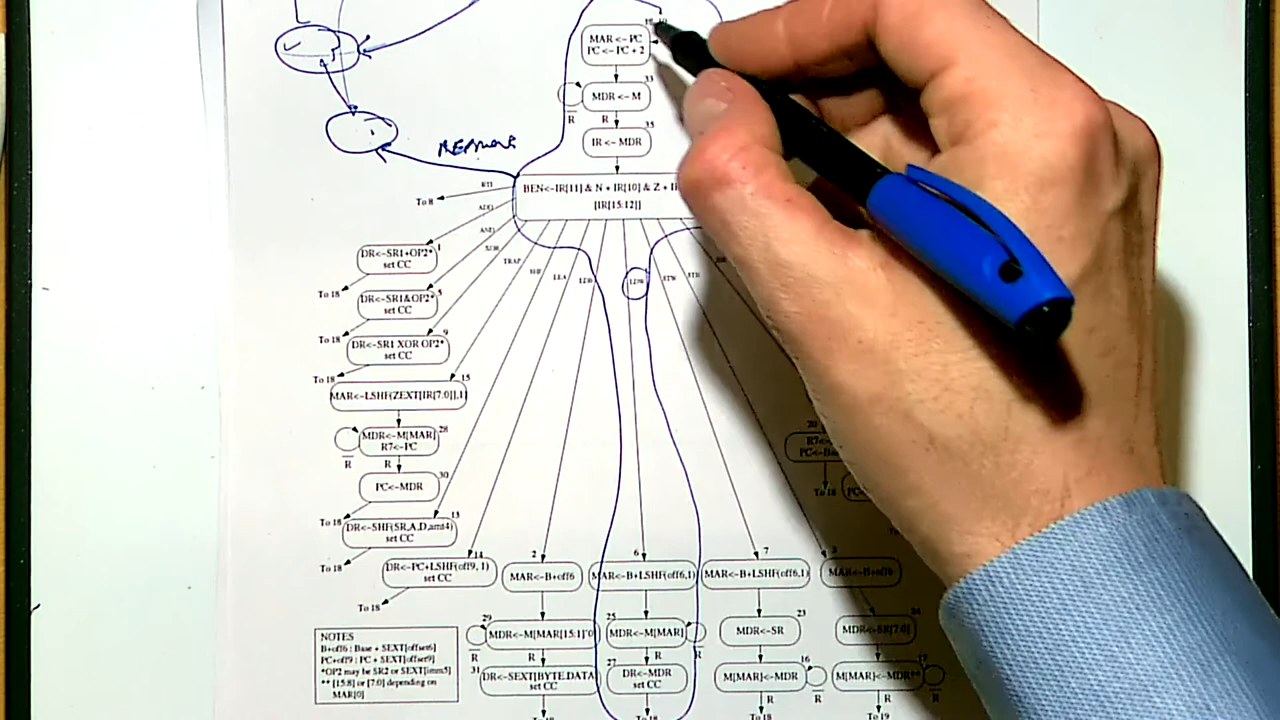 18, 19
MAR <- PC
PC <- PC + 2
33
MDR <- M
R
R
35
IR <- MDR
BEN<-IR[11] & N + IR[10] & Z + IR
[IR[15:12]]
RTI
To 8
ADD
AND
XOR
TRAP
SHF
LEA
LDB
LDW
STW
STB
1
DR<-SR1+OP2*
set CC
To 18
5
DR<-SR1&OP2*
set CC
To 18
9
DR<-SR1 XOR OP2*
set CC
To 18
15
MAR<-LSHF(ZEXT[IR[7:0]],1)
28
MDR<-M[MAR]
R7<-PC
R
R
30
PC<-MDR
To 18
13
DR<-SHF(SR,A,D,amt4)
set CC
To 18
14
DR<-PC+LSHF(off9, 1)
set CC
To 18
20
R7<-
PC<-Bas
To 18
PC<-
2
MAR<-B+off6
6
MAR<-B+LSHF(off6,1)
7
MAR<-B+LSHF(off6,1)
3
MAR<-B+off6
29
MDR<-M[MAR[15:1]'0]
R
R
25
MDR<-M[MAR]
R
R
23
MDR<-SR
24
MDR<-SR[7:0]
31
DR<-SEXT[BYTE.DATA]
set CC
27
DR<-MDR
set CC
16
M[MAR]<-MDR
R
R
17
M[MAR]<-MDR**
R
R
To 18
To 18
To 18
To 19
NOTES
B+off6 : Base + SEXT[offset6]
PC+off9 : PC + SEXT[offset9]
*OP2 may be SR2 or SEXT[imm5]
** [15:8] or [7:0] depending on
MAR[0]